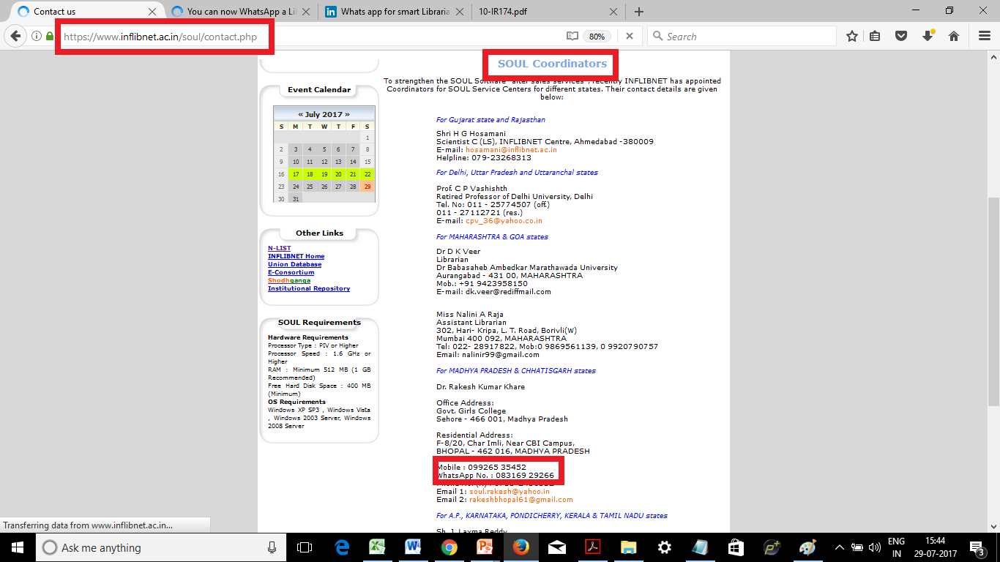 Contact us
You can now WhatsApp a Li
Whats app for smart Libraria
10-IR174.pdf
https://www.inflibnet.ac.in/soul/contact.php
80%
Search
SOUL Coordinators
To strengthen the SOUL Software "after sales services", recently INFLIBNET has appointed
Coordinators for SOUL Service Centers for different states. Their contact details are given
below:
Event Calendar
« July 2017 »
S M T W T F S
1
2 3 4 5 6 7 8
9 10 11 12 13 14 15
16 17 18 19 20 21 22
23 24 25 26 27 28 29
30 31
Other Links
N-LIST
INFLIBNET Home
Union Database
E-Consortium
Shodhganga
Institutional Repository
SOUL Requirements
Hardware Requirements
Processor Type : PIV or Higher
Processor Speed : 1.6 GHz or
Higher
RAM : Minimum 512 MB (1 GB
Recommended)
Free Hard Disk Space : 400 MB
(Minimum)
OS Requirements
Windows XP SP3 , Windows Vista
, Windows 2003 Server, Windows
2008 Server
For Gujarat state and Rajasthan
Shri H G Hosamani
Scientist C (LS), INFLIBNET Centre, Ahmedabad -380009
E-mail: hosamani@inflibnet.ac.in
Helpline: 079-23268313
For Delhi, Uttar Pradesh and Uttaranchal states
Prof. C P Vashishth
Retired Professor of Delhi University, Delhi
Tel. No: 011 - 25774507 (off.)
011 - 27112721 (res.)
E-mail: cpv_36@yahoo.co.in
For MAHARASHTRA & GOA states
Dr D K Veer
Librarian
Dr Babasaheb Ambedkar Marathawada University
Aurangabad - 431 00, MAHARASHTRA
Mob.: +91 9423958150
E-mail: dk.veer@rediffmail.com
Miss Nalini A Raja
Assistant Librarian
302, Hari- Kripa, L. T. Road, Borivli(W)
Mumbai 400 092, MAHARASHTRA
Tel: 022- 28917822, Mob:0 9869561139, 0 9920790757
Email: nalinir99@gmail.com
For MADHYA PRADESH & CHHATISGARH states
Dr. Rakesh Kumar Khare
Office Address:
Govt. Girls College
Sehore - 466 001, Madhya Pradesh
Residential Address:
F-8/20, Char Imli, Near CBI Campus,
BHOPAL - 462 016, MADHYA PRADESH
Mobile : 099265 35452
WhatsApp No. : 083169 29266
Email 1: soul.rakesh@yahoo.in
Email 2: rakeshbhopal61@gmail.com
For A.P., KARNATAKA, PONDICHERRY, KERALA & TAMIL NADU states
Sh. J. Laxma Reddy
Transferring data from www.inflibnet.ac.in...
Ask me anything
ENG
IN
15:44
29-07-2017
3